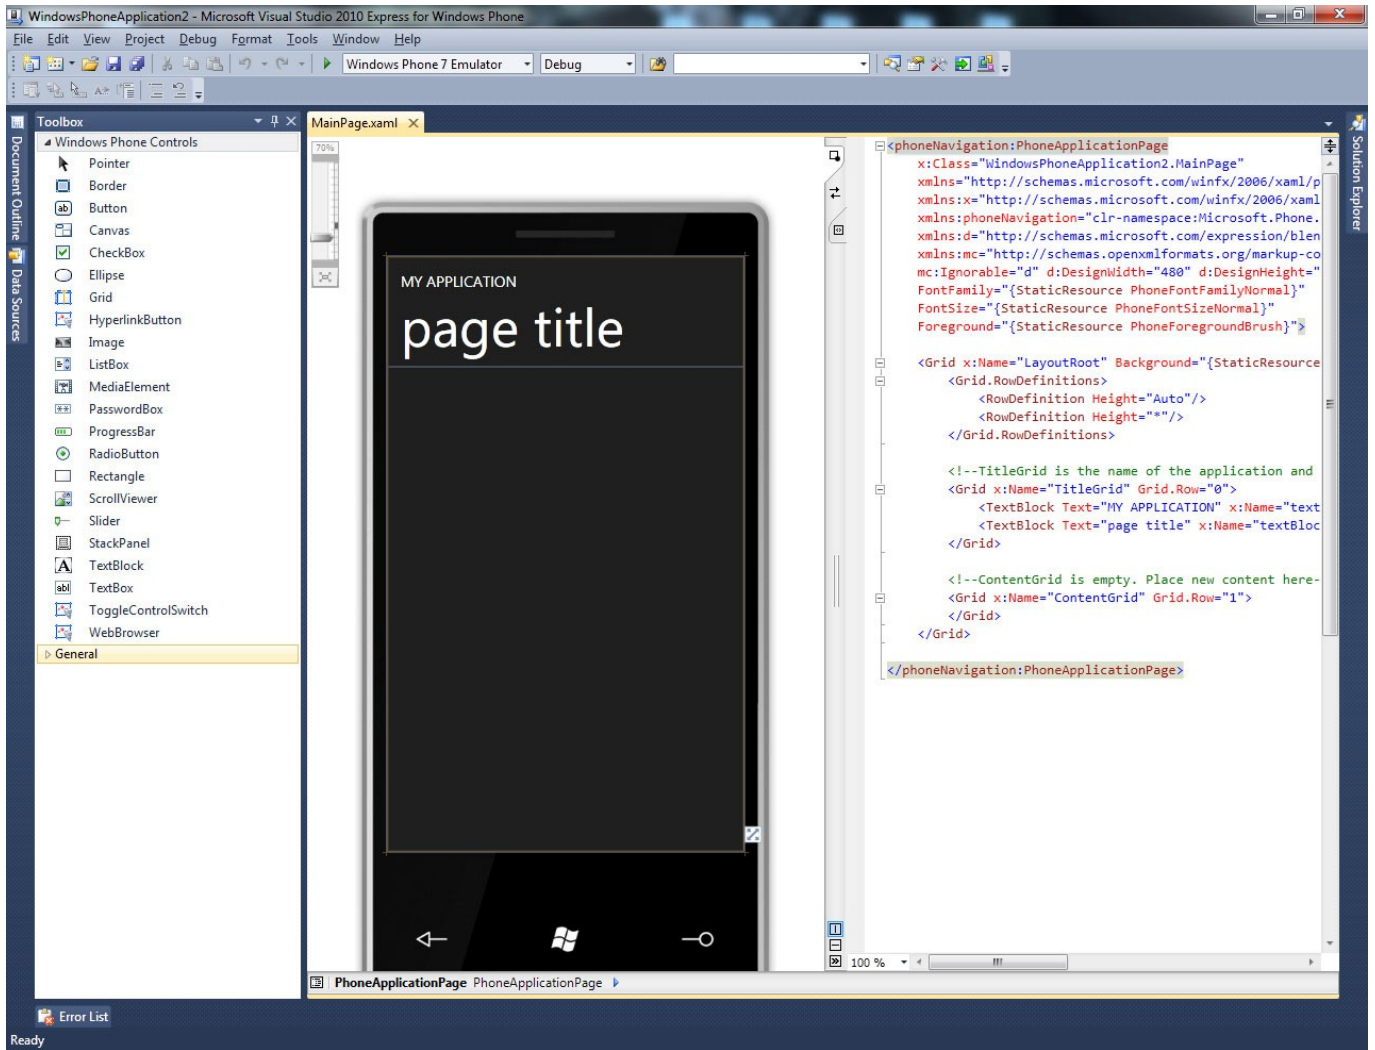 WindowsPhoneApplication2 - Microsoft Visual Studio 2010 Express for Windows Phone
File Edit View Project Debug Format Tools Window Help
Windows Phone 7 Emulator Debug
Document Outline
Data Sources
Toolbox
Windows Phone Controls
Pointer
Border
Button
Canvas
CheckBox
Ellipse
Grid
HyperlinkButton
Image
ListBox
MediaElement
PasswordBox
ProgressBar
RadioButton
Rectangle
ScrollViewer
Slider
StackPanel
TextBlock
TextBox
ToggleControlSwitch
WebBrowser
General
MainPage.xaml
70%
MY APPLICATION
page title
<phoneNavigation:PhoneApplicationPage
x:Class="WindowsPhoneApplication2.MainPage"
xmlns="http://schemas.microsoft.com/winfx/2006/xaml/p
xmlns:x="http://schemas.microsoft.com/winfx/2006/xaml
xmlns:phoneNavigation="clr-namespace:Microsoft.Phone.
xmlns:d="http://schemas.microsoft.com/expression/blen
xmlns:mc="http://schemas.openxmlformats.org/markup-co
mc:Ignorable="d" d:DesignWidth="480" d:DesignHeight="
FontFamily="{StaticResource PhoneFontFamilyNormal}"
FontSize="{StaticResource PhoneFontSizeNormal}"
Foreground="{StaticResource PhoneForegroundBrush}">
<Grid x:Name="LayoutRoot" Background="{StaticResource
<Grid.RowDefinitions>
<RowDefinition Height="Auto"/>
<RowDefinition Height="*"/>
</Grid.RowDefinitions>
<!--TitleGrid is the name of the application and
<Grid x:Name="TitleGrid" Grid.Row="0">
<TextBlock Text="MY APPLICATION" x:Name="text
<TextBlock Text="page title" x:Name="textBloc
</Grid>
<!--ContentGrid is empty. Place new content here-
<Grid x:Name="ContentGrid" Grid.Row="1">
</Grid>
</Grid>
</phoneNavigation:PhoneApplicationPage>
100 %
Solution Explorer
PhoneApplicationPage PhoneApplicationPage
Error List
Ready